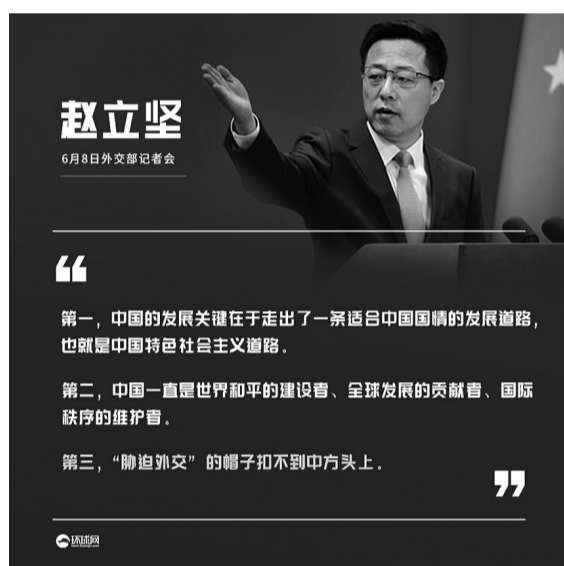 赵立坚
6月8日外交部记者会
“
第一，中国的发展关键在于走出了一条适合中国国情的发展道路，
也就是中国特色社会主义道路。
第二，中国一直是世界和平的建设者、全球发展的贡献者、国际
秩序的维护者。
第三，“胁迫外交”的帽子扣不到中方头上。
”
环球网